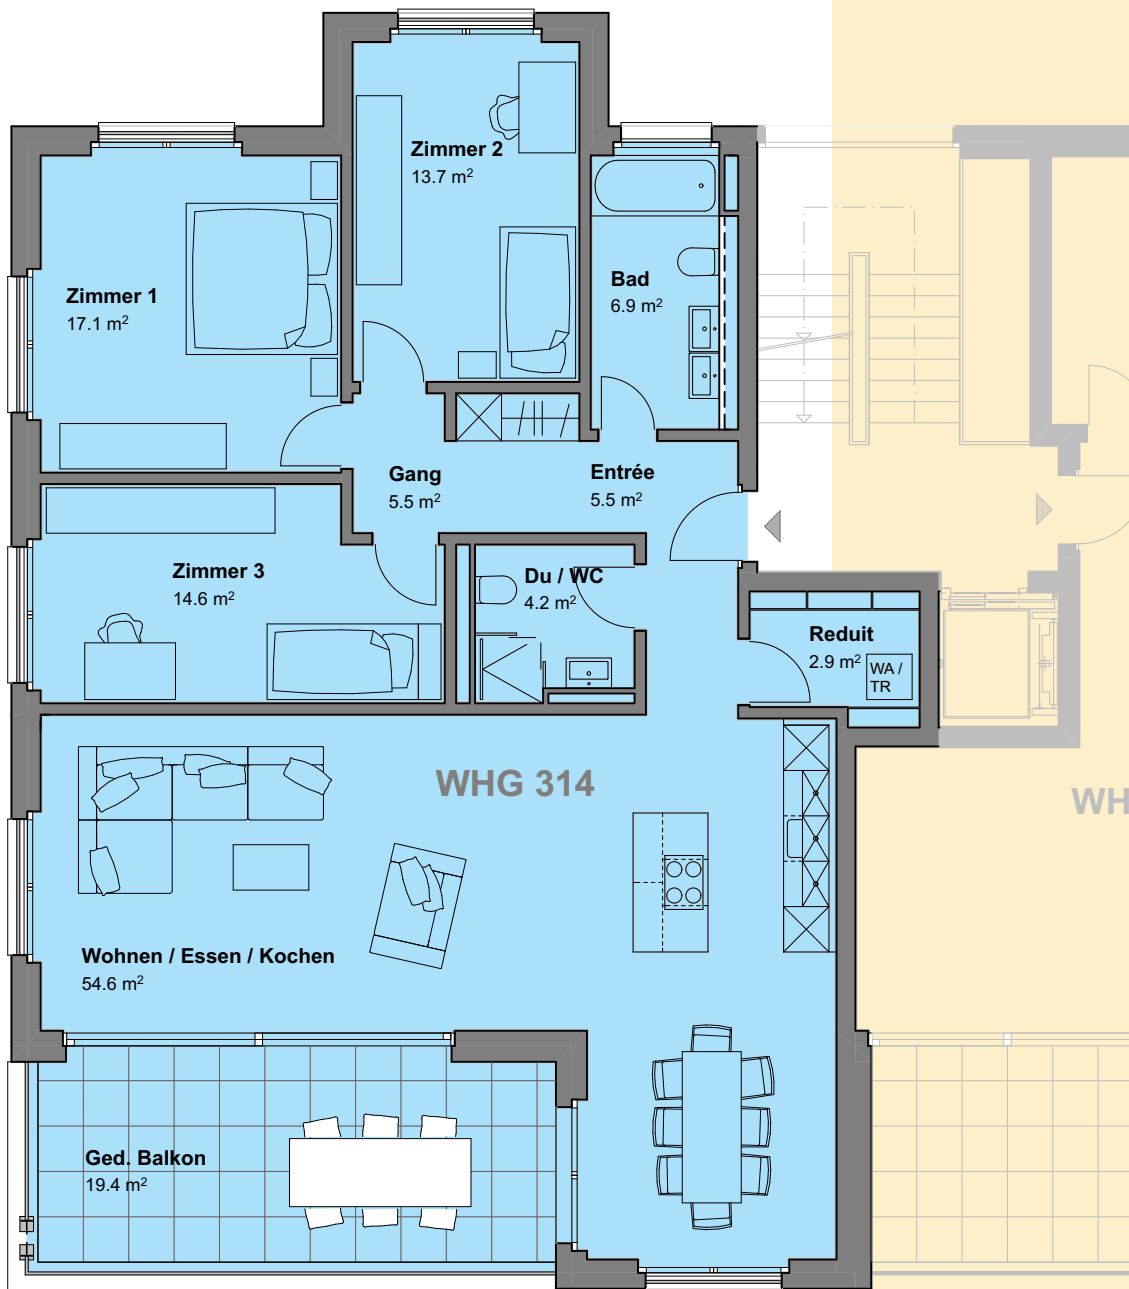 Zimmer 2
13.7 m²
Zimmer 1
17.1 m²
Bad
6.9 m²
Gang
5.5 m²
Entrée
5.5 m²
Zimmer 3
14.6 m²
Du / WC
4.2 m²
Reduit
2.9 m²
WA /
TR
WHG 314
WH
Wohnen / Essen / Kochen
54.6 m²
Ged. Balkon
19.4 m²